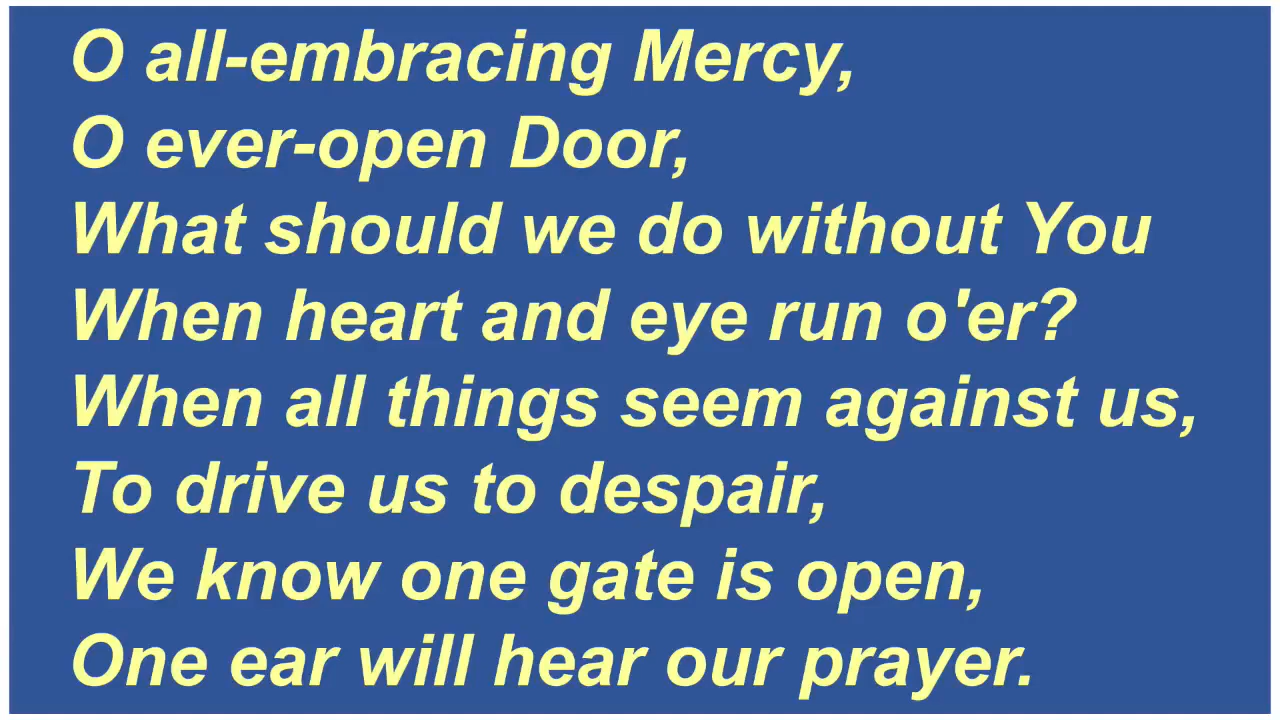 O all-embracing Mercy,
O ever-open Door,
What should we do without You
When heart and eye run o'er?
When all things seem against us,
To drive us to despair,
We know one gate is open,
One ear will hear our prayer.